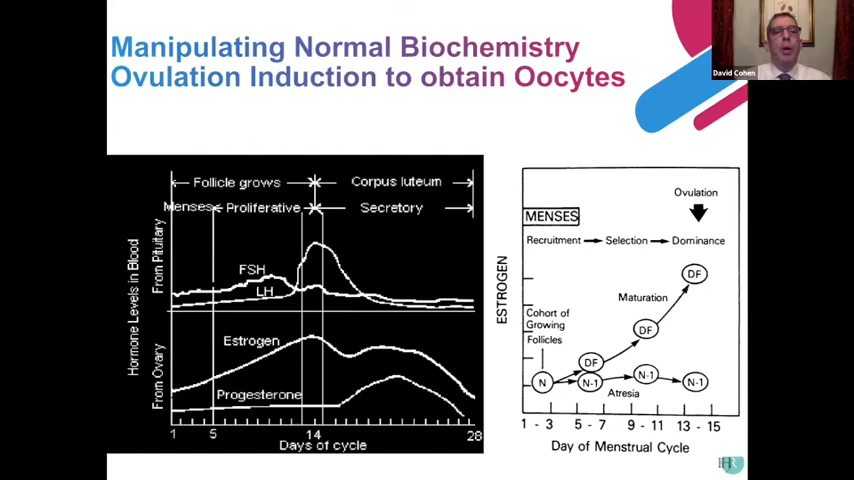 Manipulating Normal Biochemistry
Ovulation Induction to obtain Oocytes
David Cohen
Follicle grows
Corpus luteum
Menses
Proliferative
Secretory
Hormone Levels in Blood
From Pituitary
From Ovary
FSH
LH
Estrogen
Progesterone
1 5 14 28
Days of cycle
Ovulation
MENSES
Recruitment
Selection
Dominance
ESTROGEN
DF
Maturation
Cohort of
Growing
Follicles
DF
DF
N
N-1
N-1
N-1
Atresia
1 - 3 5 - 7 9 - 11 13 - 15
Day of Menstrual Cycle